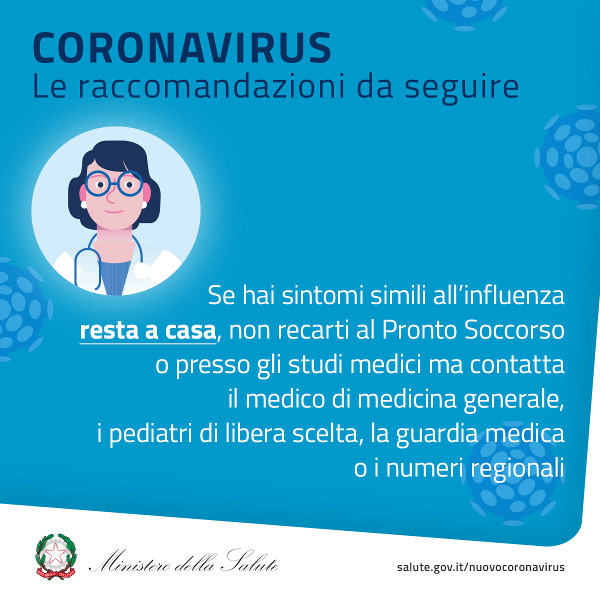 CORONAVIRUS
Le raccomandazioni da seguire
Se hai sintomi simili all’influenza
resta a casa, non recarti al Pronto Soccorso
o presso gli studi medici ma contatta
il medico di medicina generale,
i pediatri di libera scelta, la guardia medica
o i numeri regionali
Ministero della Salute
salute.gov.it/nuovocoronavirus